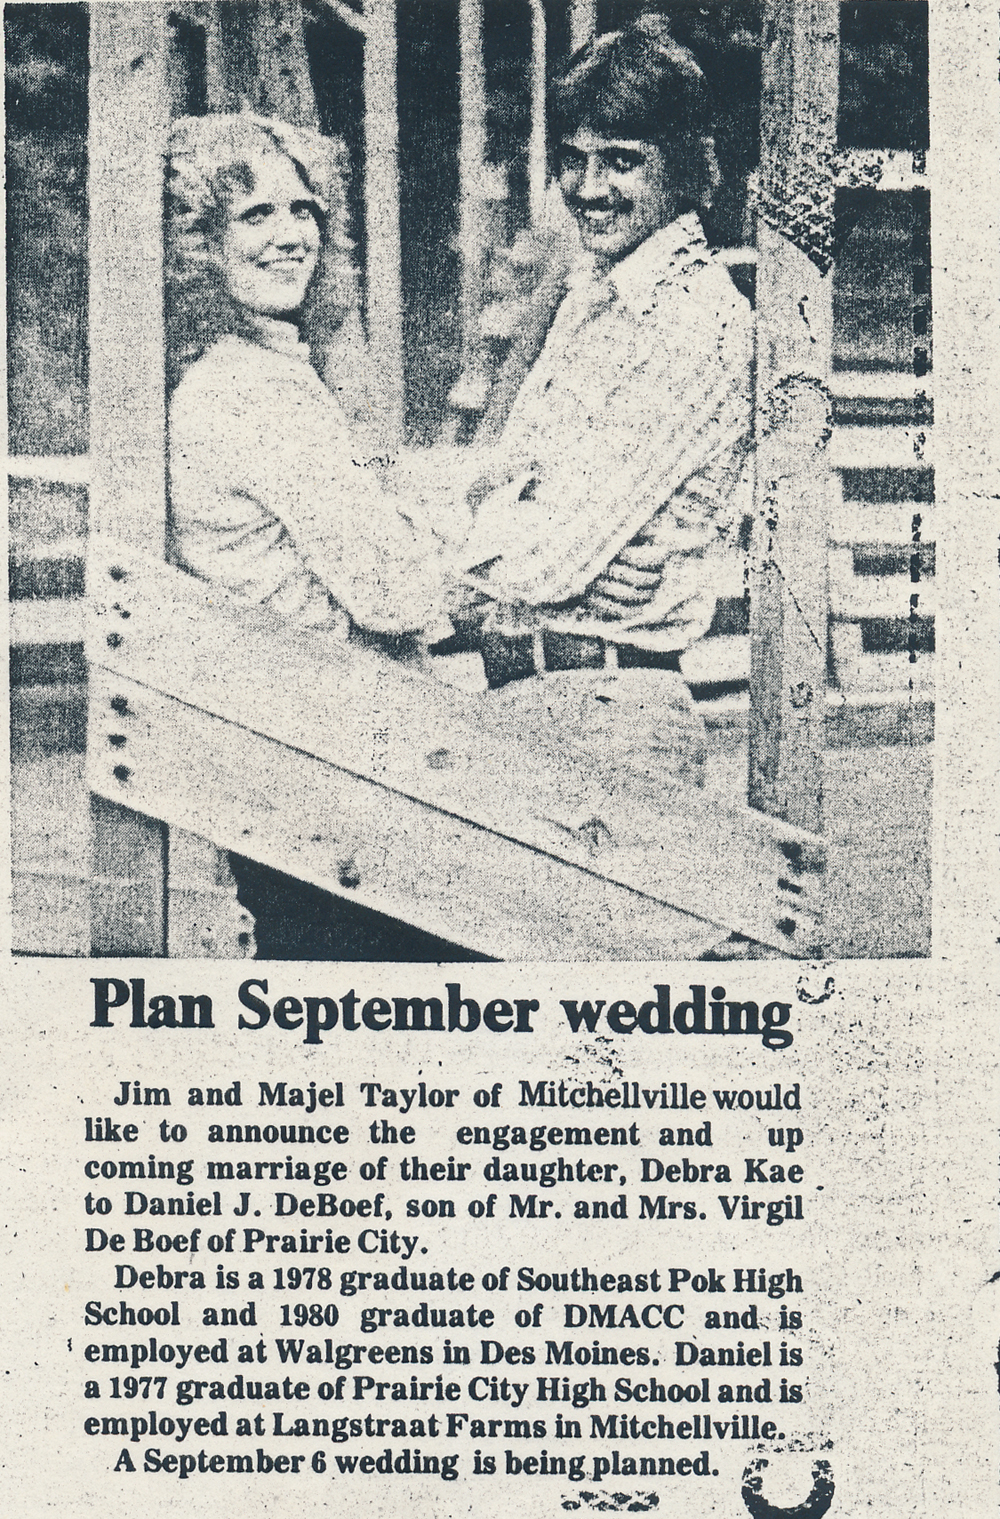 Plan September wedding
Jim and Majel Taylor of Mitchellville would
like to announce the engagement and up
coming marriage of their daughter, Debra Kae
to Daniel J. DeBoef, son of Mr. and Mrs. Virgil
De Boef of Prairie City.
Debra is a 1978 graduate of Southeast Pok High
School and 1980 graduate of DMACC and is
employed at Walgreens in Des Moines. Daniel is
a 1977 graduate of Prairie City High School and is
employed at Langstraat Farms in Mitchellville.
A September 6 wedding is being planned.